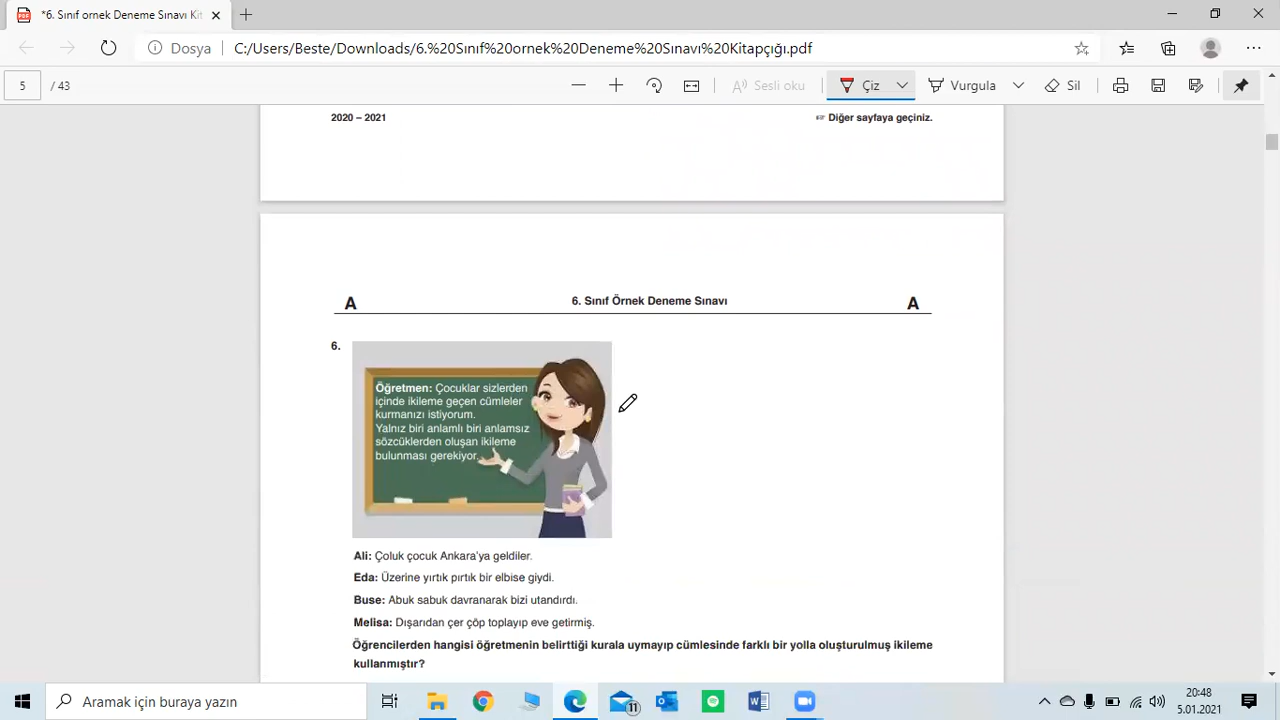 *6. Sınıf örnek Deneme Sınavı Kit
Dosya
C:/Users/Beste/Downloads/6.%20Sınıf%20ornek%20Deneme%20Sınavı%20Kitapçığı.pdf
5 / 43
Sesli oku
Çiz
Vurgula
Sil
2020 – 2021
☞ Diğer sayfaya geçiniz.
A 6. Sınıf Örnek Deneme Sınavı A
6.
Öğretmen: Çocuklar sizlerden
içinde ikileme geçen cümleler
kurmanızı istiyorum.
Yalnız biri anlamlı biri anlamsız
sözcüklerden oluşan ikileme
bulunması gerekiyor.
Ali: Çoluk çocuk Ankara’ya geldiler.
Eda: Üzerine yırtık pırtık bir elbise giydi.
Buse: Abuk sabuk davranarak bizi utandırdı.
Melisa: Dışarıdan çer çöp toplayıp eve getirmiş.
Öğrencilerden hangisi öğretmenin belirttiği kurala uymayıp cümlesinde farklı bir yolla oluşturulmuş ikileme
kullanmıştır?
Aramak için buraya yazın
11
20:48
5.01.2021